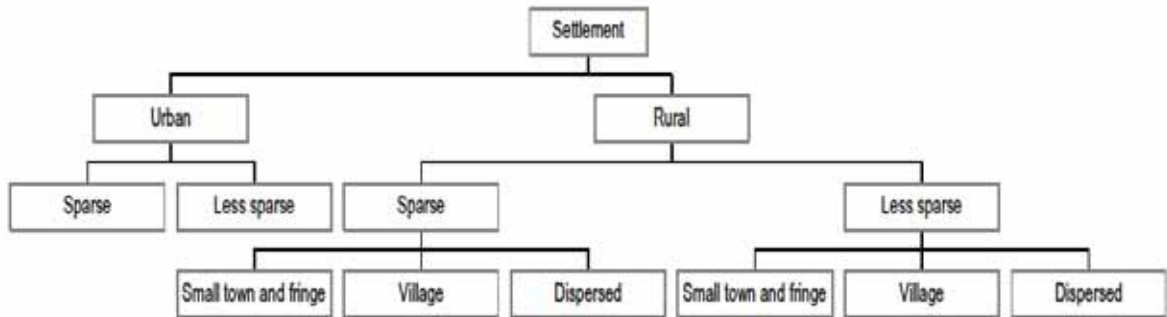 Settlement
Urban
Rural
Sparse
Less sparse
Sparse
Less sparse
Small town and fringe
Village
Dispersed
Small town and fringe
Village
Dispersed